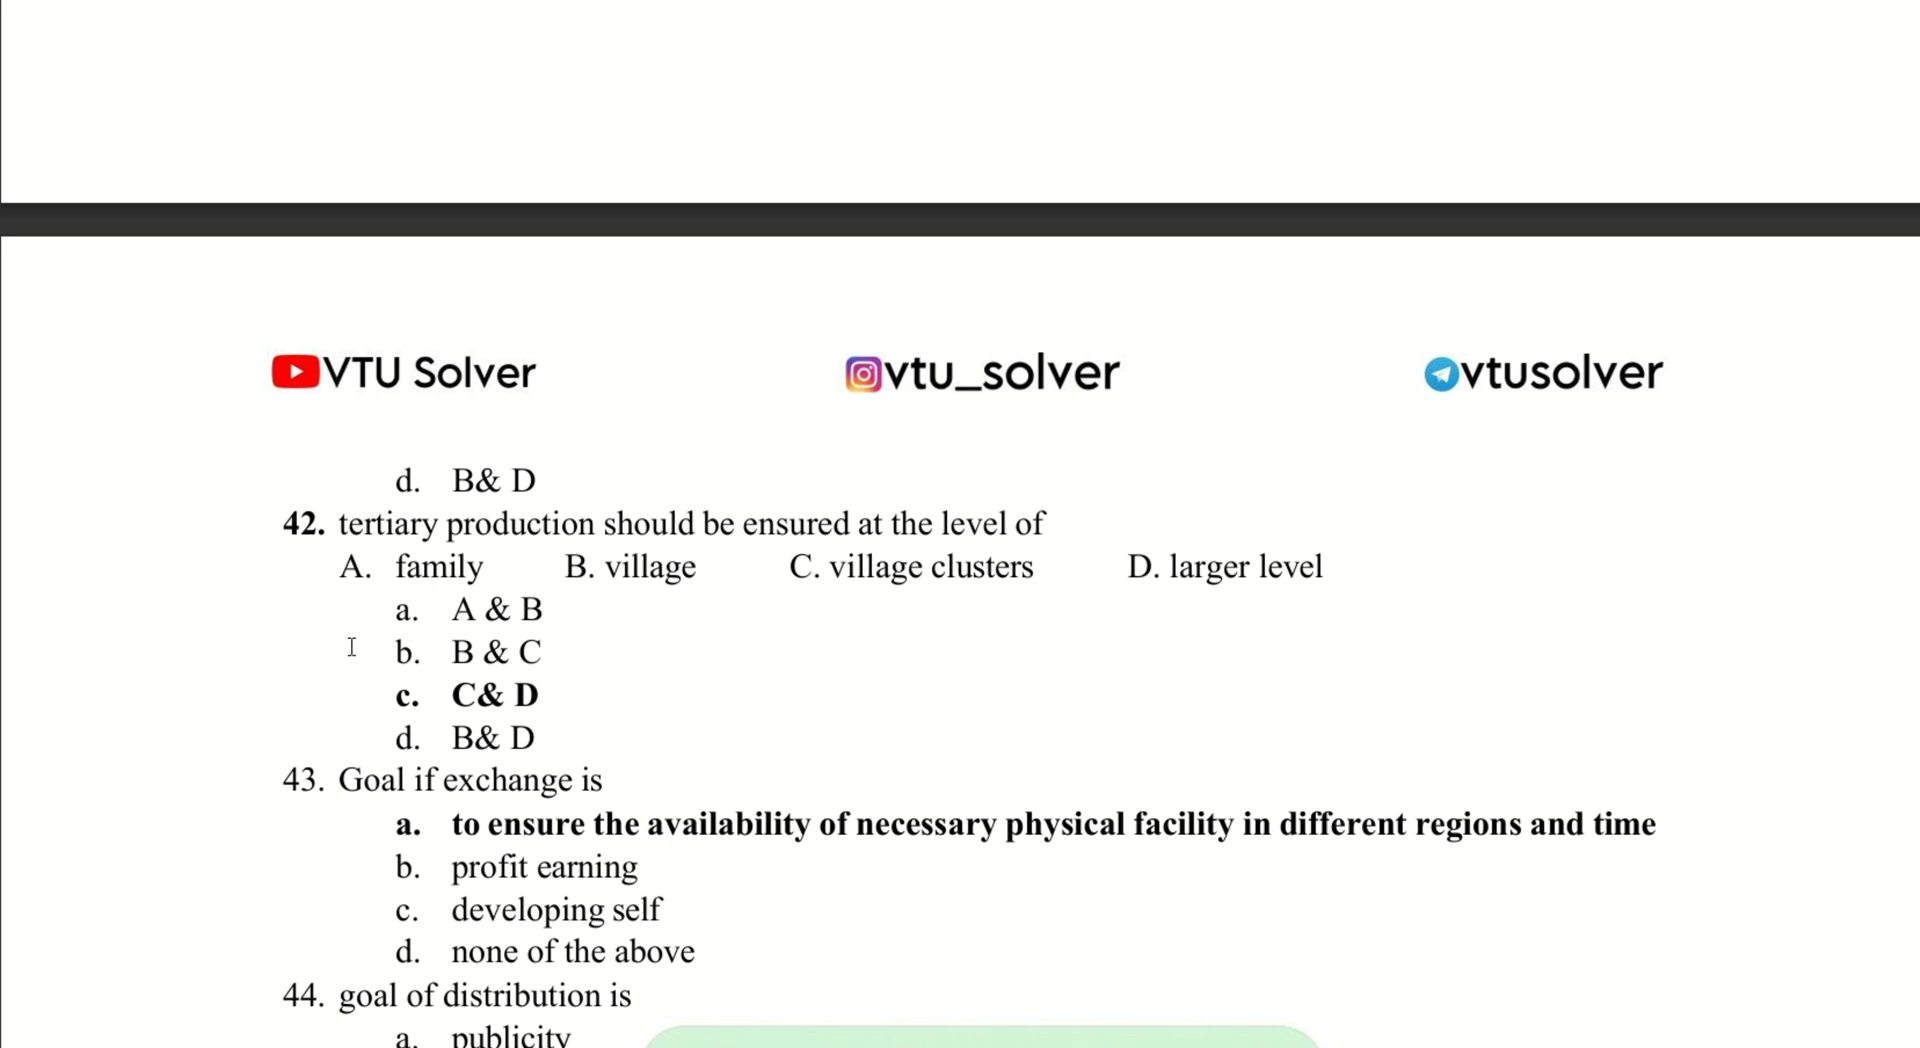 VTU Solver vtu_solver vtusolver
d. B& D
42. tertiary production should be ensured at the level of
A. family B. village C. village clusters D. larger level
a. A & B
b. B & C
c. C& D
d. B& D
43. Goal if exchange is
a. to ensure the availability of necessary physical facility in different regions and time
b. profit earning
c. developing self
d. none of the above
44. goal of distribution is
a. publicity